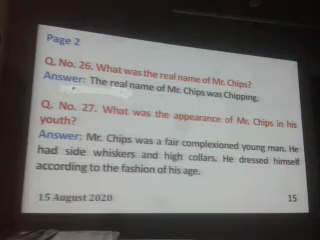 Page 2
Q. No. 26. What was the real name of Mr. Chips?
Answer: The real name of Mr. Chips was Chipping.
Q. No. 27. What was the appearance of Mr. Chips in his
youth?
Answer: Mr. Chips was a fair complexioned young man. He
had side whiskers and high collars. He dressed himself
according to the fashion of his age.
15 August 2020
15